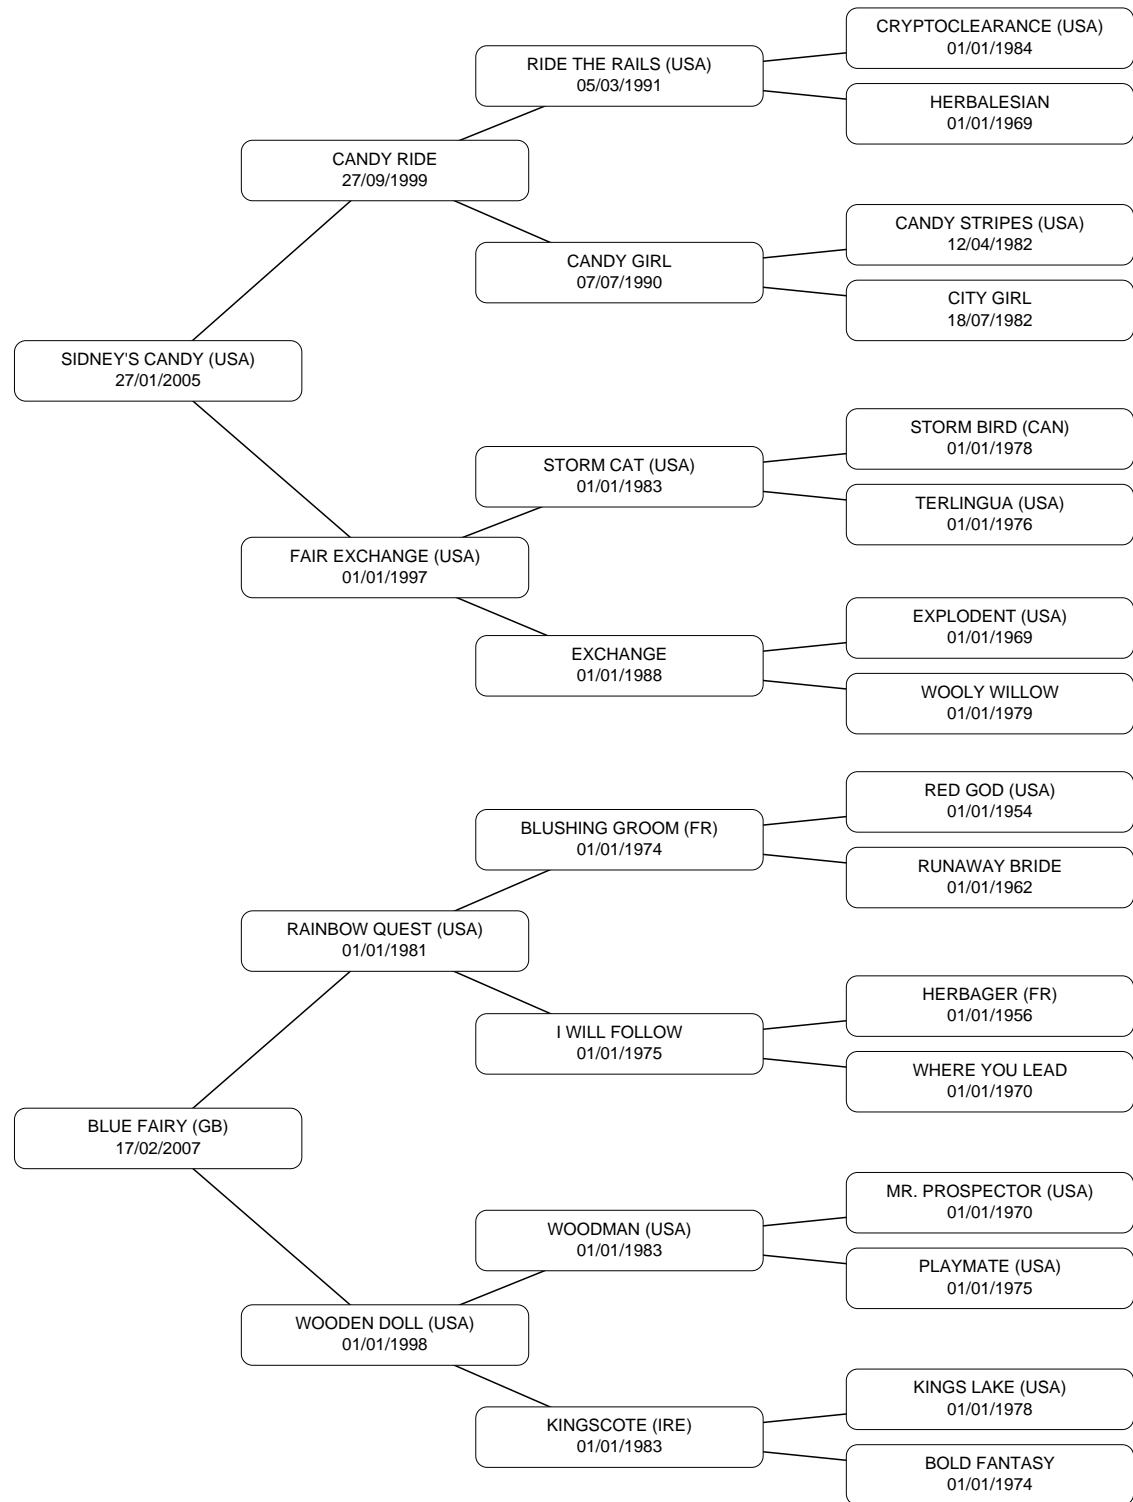 CRYPTOCLEARANCE (USA)
01/01/1984
RIDE THE RAILS (USA)
05/03/1991
HERBALESIAN
01/01/1969
CANDY RIDE
27/09/1999
CANDY STRIPES (USA)
12/04/1982
CANDY GIRL
07/07/1990
CITY GIRL
18/07/1982
SIDNEY'S CANDY (USA)
27/01/2005
STORM BIRD (CAN)
01/01/1978
STORM CAT (USA)
01/01/1983
TERLINGUA (USA)
01/01/1976
FAIR EXCHANGE (USA)
01/01/1997
EXPLODENT (USA)
01/01/1969
EXCHANGE
01/01/1988
WOOLY WILLOW
01/01/1979
RED GOD (USA)
01/01/1954
BLUSHING GROOM (FR)
01/01/1974
RUNAWAY BRIDE
01/01/1962
RAINBOW QUEST (USA)
01/01/1981
HERBAGER (FR)
01/01/1956
I WILL FOLLOW
01/01/1975
WHERE YOU LEAD
01/01/1970
BLUE FAIRY (GB)
17/02/2007
MR. PROSPECTOR (USA)
01/01/1970
WOODMAN (USA)
01/01/1983
PLAYMATE (USA)
01/01/1975
WOODEN DOLL (USA)
01/01/1998
KINGS LAKE (USA)
01/01/1978
KINGSCOTE (IRE)
01/01/1983
BOLD FANTASY
01/01/1974